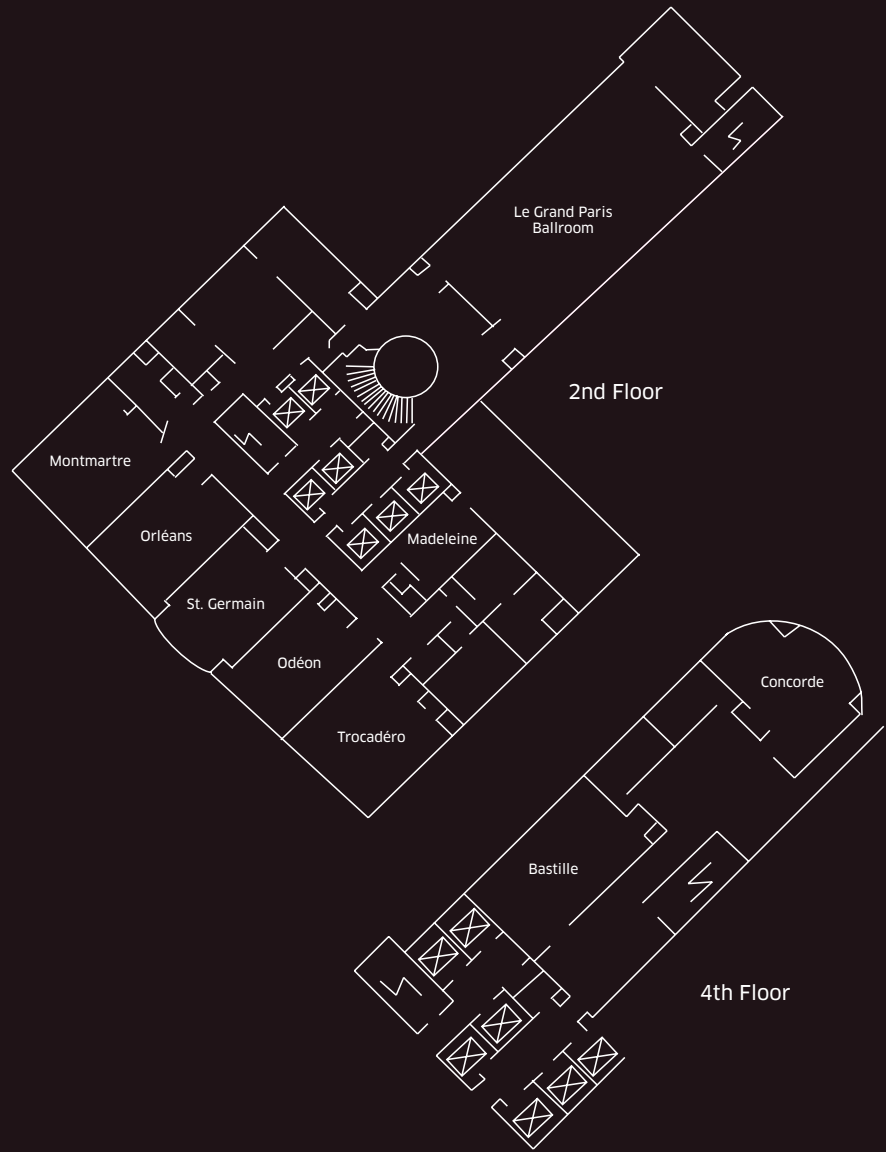 Le Grand Paris
Ballroom
2nd Floor
Montmartre
Orléans
Madeleine
St. Germain
Odéon
Trocadéro
Concorde
Bastille
4th Floor